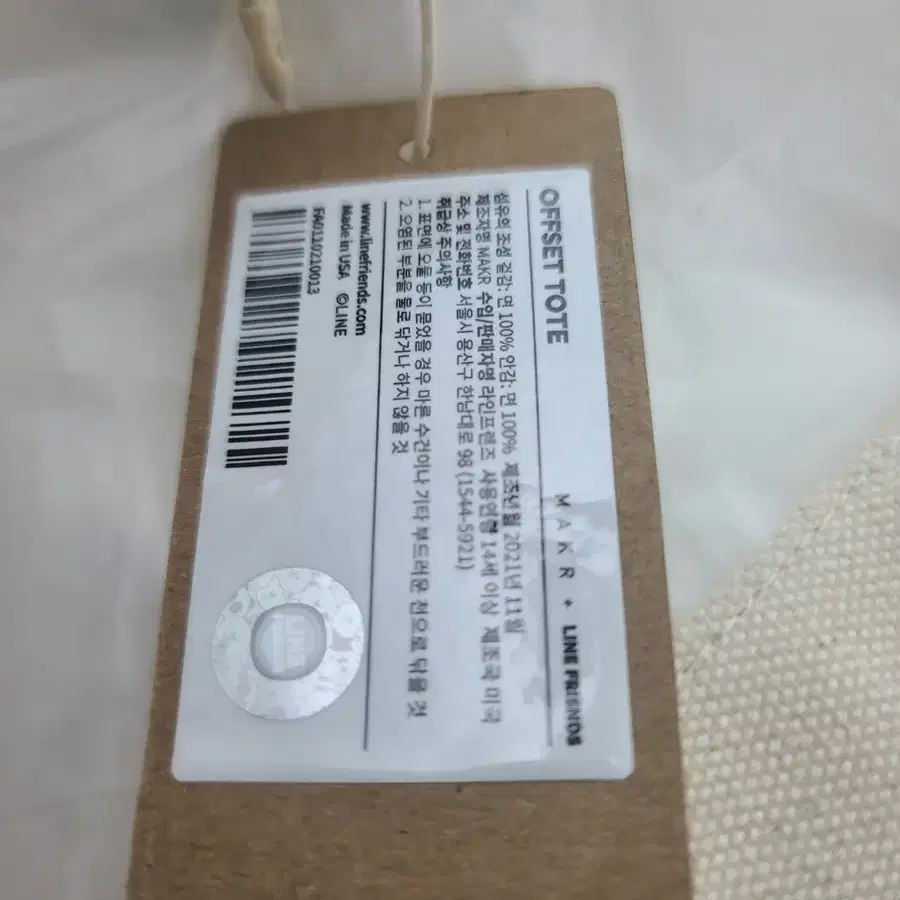 OFFSET TOTE
MAKR + LINE FRIENDS
섬유의 조성 겉감: 면 100% 안감: 면 100% 제조년월 2021년 11월
제조자명 MAKR 수입/판매자명 라인프렌즈 사용연령 14세 이상 제조국 미국
주소 및 전화번호 서울시 용산구 한남대로 98 (1544-5921)
취급상 주의사항
1. 표면에 오물 등이 묻었을 경우 마른 수건이나 기타 부드러운 천으로 닦을 것
2. 오염된 부분을 물로 닦거나 하지 않을 것
www.linefriends.com
Made in USA ©LINE
FA0110210013
LINE